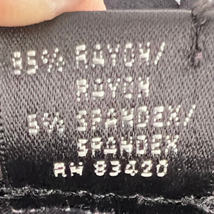 95% RAYON/
RAYON
5% SPANDEX/
SPANDEX
RN 83420